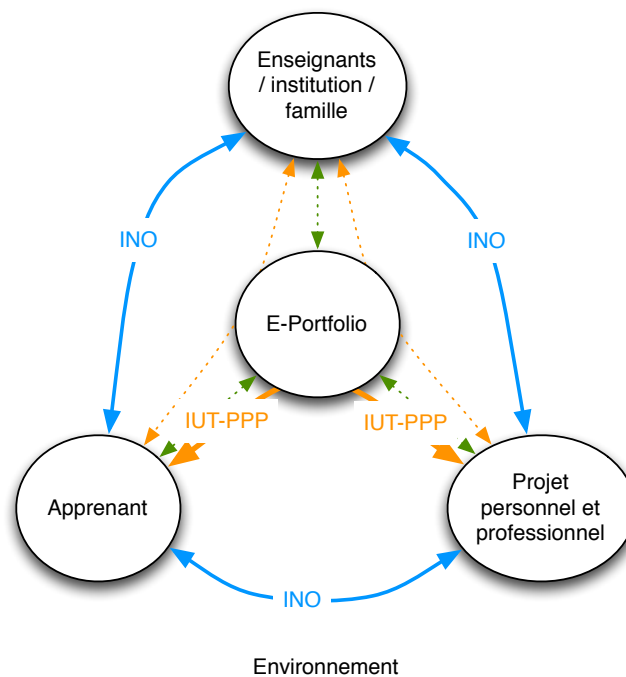 Enseignants
/ institution /
famille
INO
INO
E-Portfolio
IUT-PPP
IUT-PPP
Apprenant
Projet
personnel et
professionnel
INO
Environnement